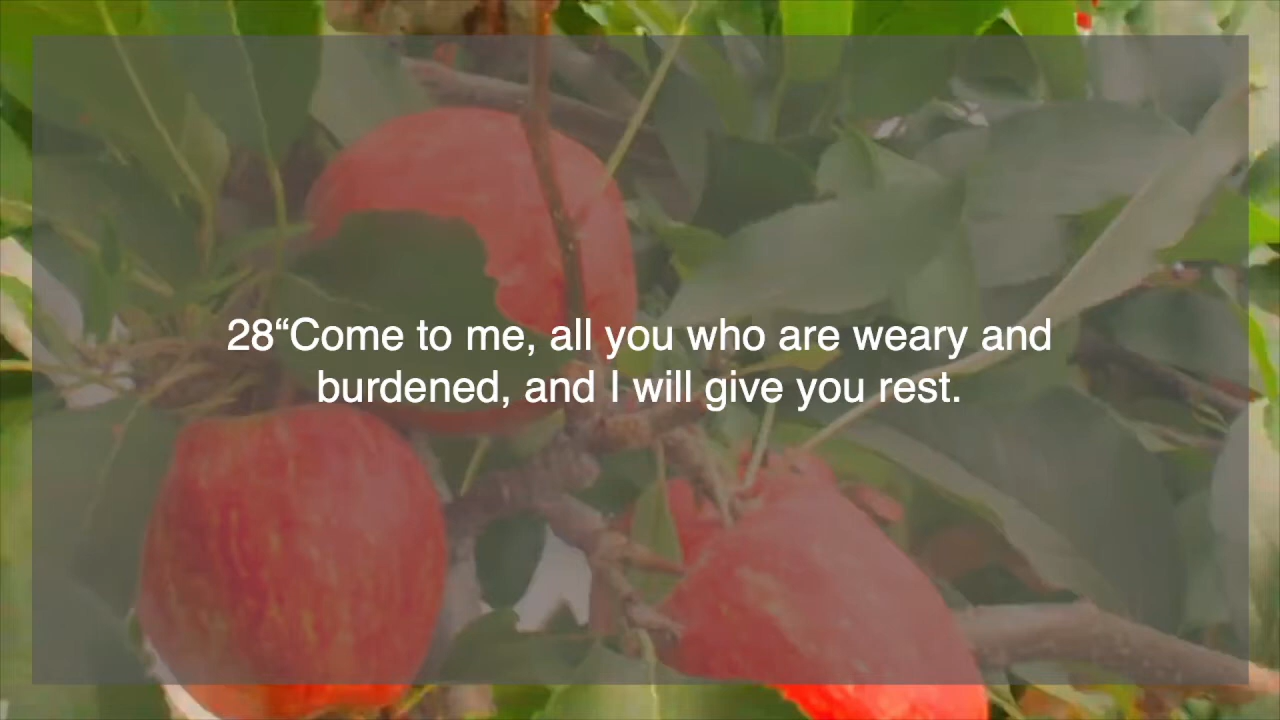 28“Come to me, all you who are weary and
burdened, and I will give you rest.